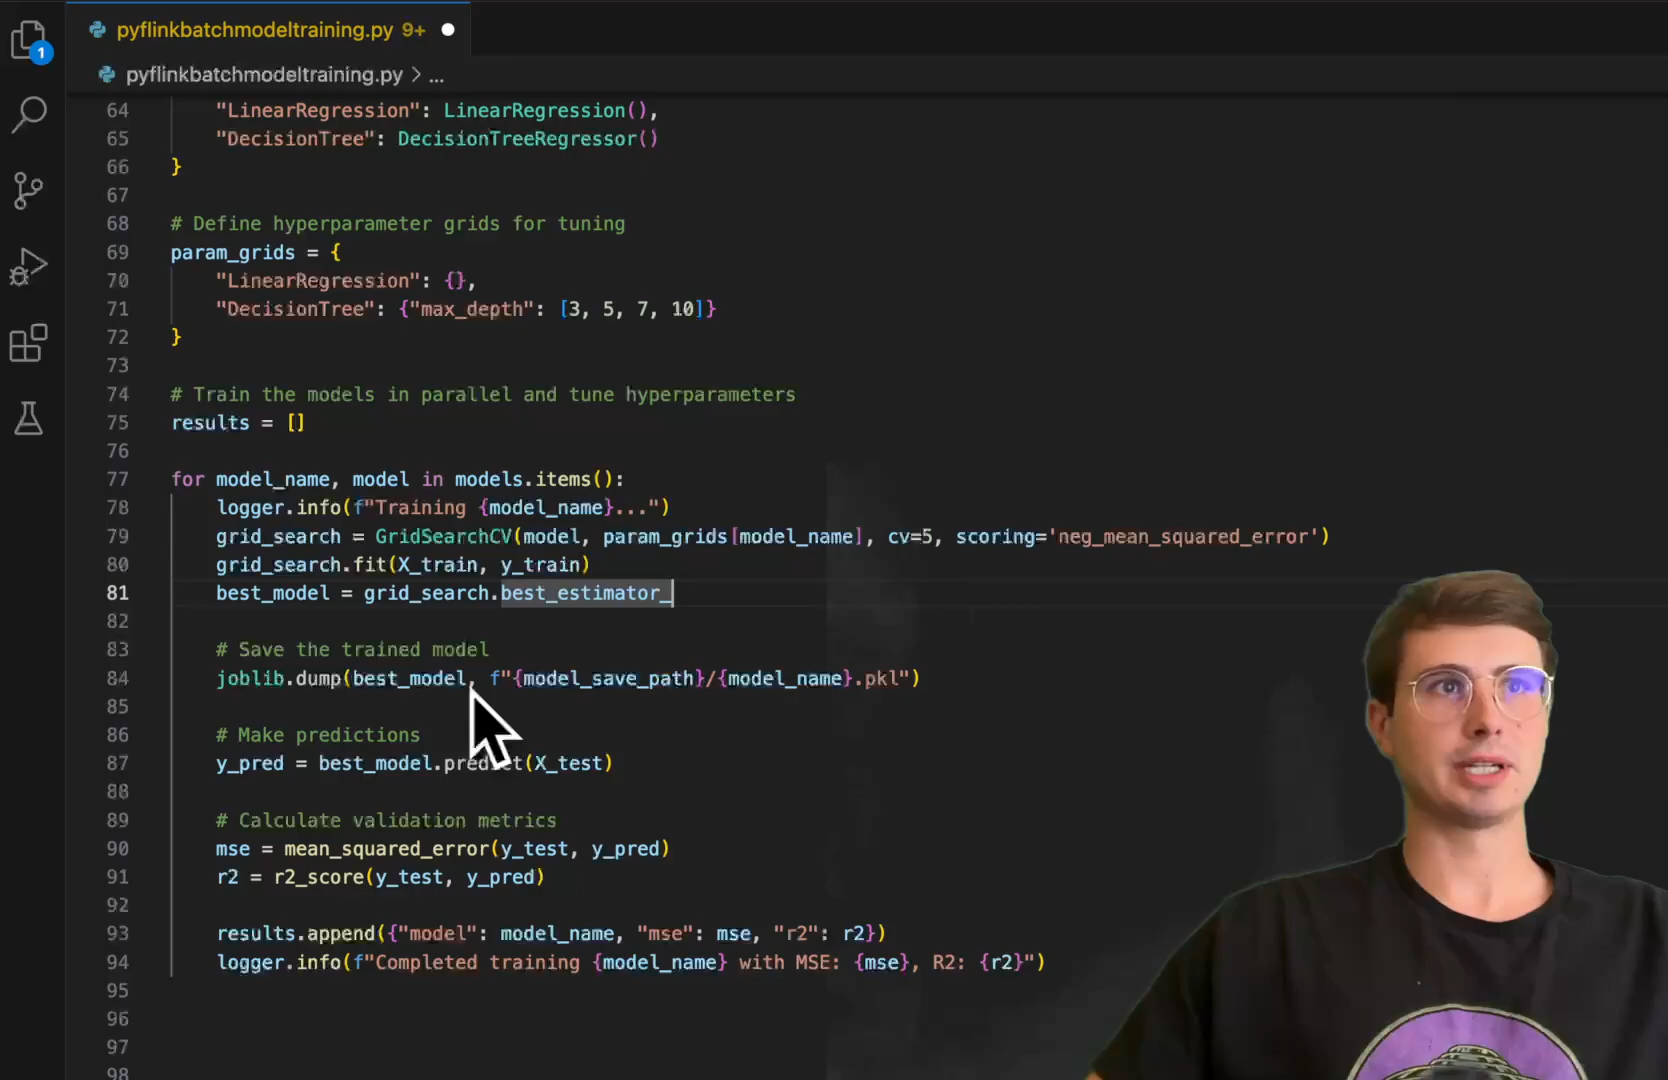 pyflinkbatchmodeltraining.py 9+
1
pyflinkbatchmodeltraining.py > ...
64 "LinearRegression": LinearRegression(),
65 "DecisionTree": DecisionTreeRegressor()
66 }
67
68 # Define hyperparameter grids for tuning
69 param_grids = {
70 "LinearRegression": {},
71 "DecisionTree": {"max_depth": [3, 5, 7, 10]}
72 }
73
74 # Train the models in parallel and tune hyperparameters
75 results = []
76
77 for model_name, model in models.items():
78 logger.info(f"Training {model_name}...")
79 grid_search = GridSearchCV(model, param_grids[model_name], cv=5, scoring='neg_mean_squared_error')
80 grid_search.fit(X_train, y_train)
81 best_model = grid_search.best_estimator_
82
83 # Save the trained model
84 joblib.dump(best_model, f"{model_save_path}/{model_name}.pkl")
85
86 # Make predictions
87 y_pred = best_model.predict(X_test)
88
89 # Calculate validation metrics
90 mse = mean_squared_error(y_test, y_pred)
91 r2 = r2_score(y_test, y_pred)
92
93 results.append({"model": model_name, "mse": mse, "r2": r2})
94 logger.info(f"Completed training {model_name} with MSE: {mse}, R2: {r2}")
95
96
97
98